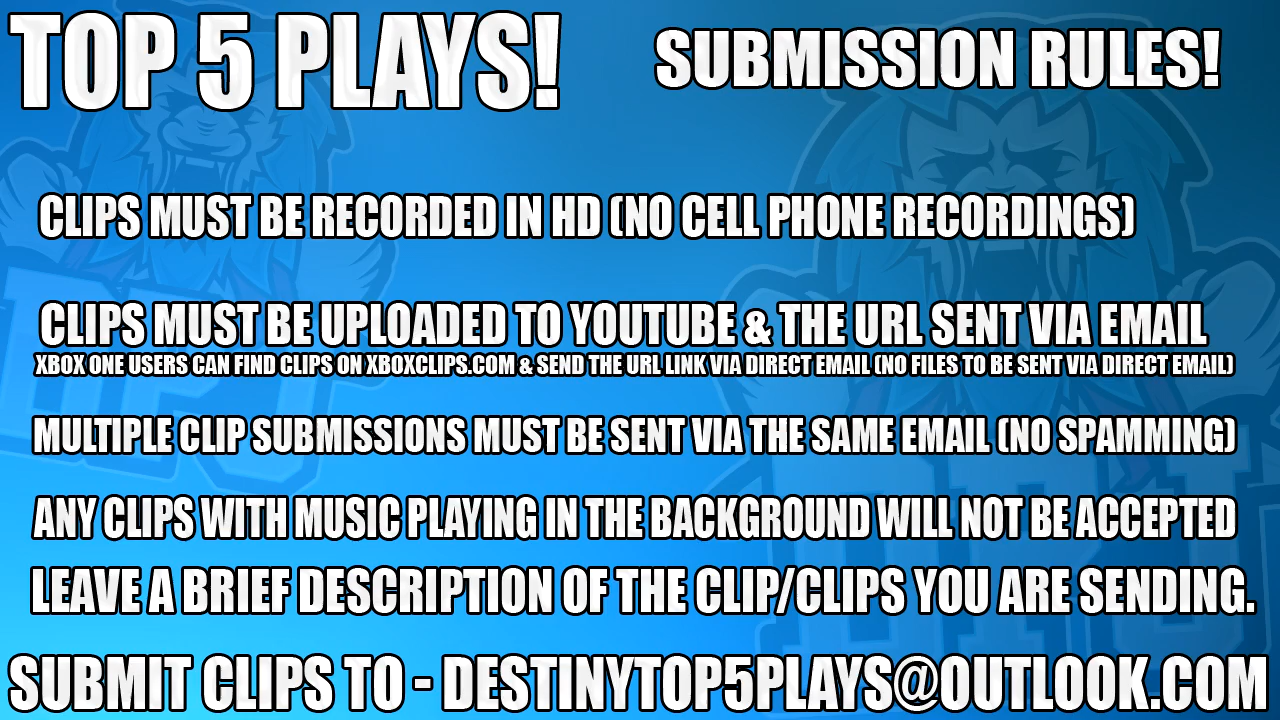 TOP 5 PLAYS!
SUBMISSION RULES!
CLIPS MUST BE RECORDED IN HD (NO CELL PHONE RECORDINGS)
CLIPS MUST BE UPLOADED TO YOUTUBE & THE URL SENT VIA EMAIL
XBOX ONE USERS CAN FIND CLIPS ON XBOXCLIPS.COM & SEND THE URL LINK VIA DIRECT EMAIL (NO FILES TO BE SENT VIA DIRECT EMAIL)
MULTIPLE CLIP SUBMISSIONS MUST BE SENT VIA THE SAME EMAIL (NO SPAMMING)
ANY CLIPS WITH MUSIC PLAYING IN THE BACKGROUND WILL NOT BE ACCEPTED
LEAVE A BRIEF DESCRIPTION OF THE CLIP/CLIPS YOU ARE SENDING.
SUBMIT CLIPS TO - DESTINYTOP5PLAYS@OUTLOOK.COM